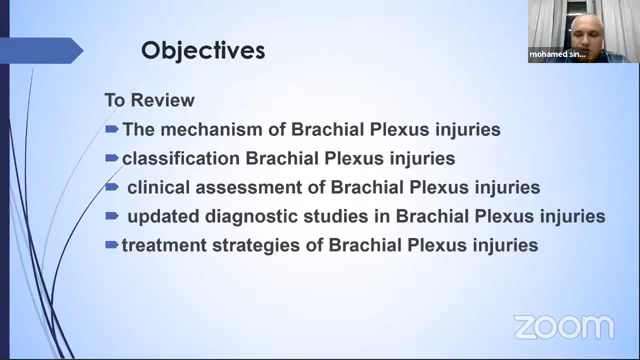 Objectives
mohamed sin...
To Review
The mechanism of Brachial Plexus injuries
classification Brachial Plexus injuries
clinical assessment of Brachial Plexus injuries
updated diagnostic studies in Brachial Plexus injuries
treatment strategies of Brachial Plexus injuries
zoom